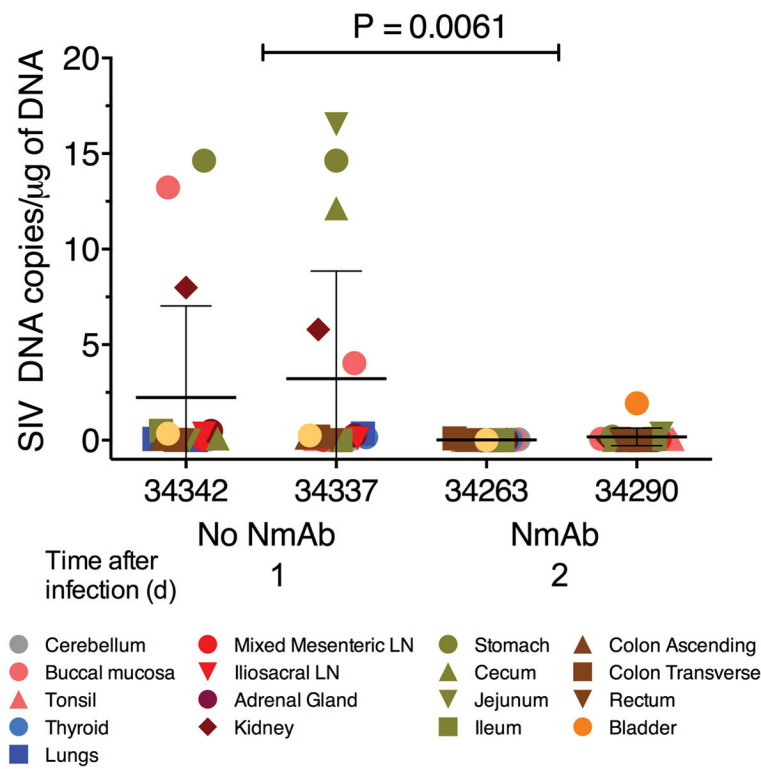 P = 0.0061
SIV DNA copies/µg of DNA
20
15
10
5
0
34342 34337 34263 34290
No NmAb NmAb
Time after
infection (d)
1 2
Cerebellum Mixed Mesenteric LN Stomach Colon Ascending
Buccal mucosa Iliosacral LN Cecum Colon Transverse
Tonsil Adrenal Gland Jejunum Rectum
Thyroid Kidney Ileum Bladder
Lungs